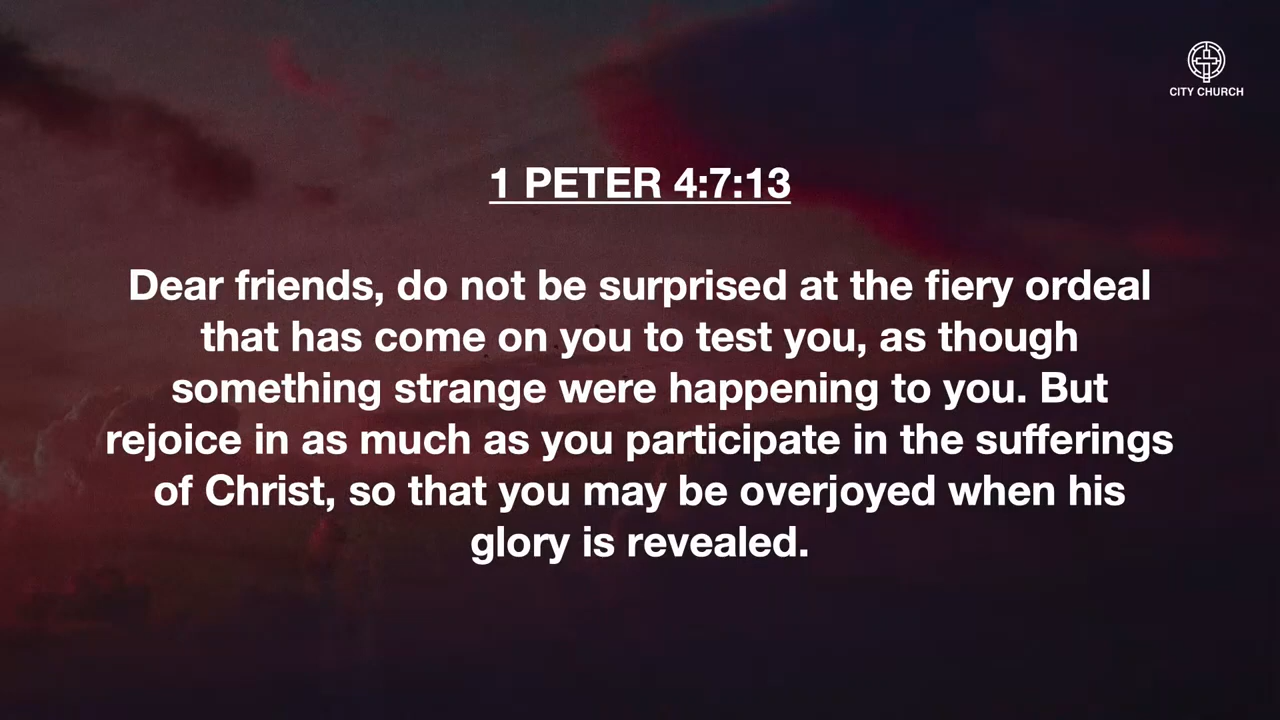 CITY CHURCH
1 PETER 4:7:13
Dear friends, do not be surprised at the fiery ordeal
that has come on you to test you, as though
something strange were happening to you. But
rejoice in as much as you participate in the sufferings
of Christ, so that you may be overjoyed when his
glory is revealed.